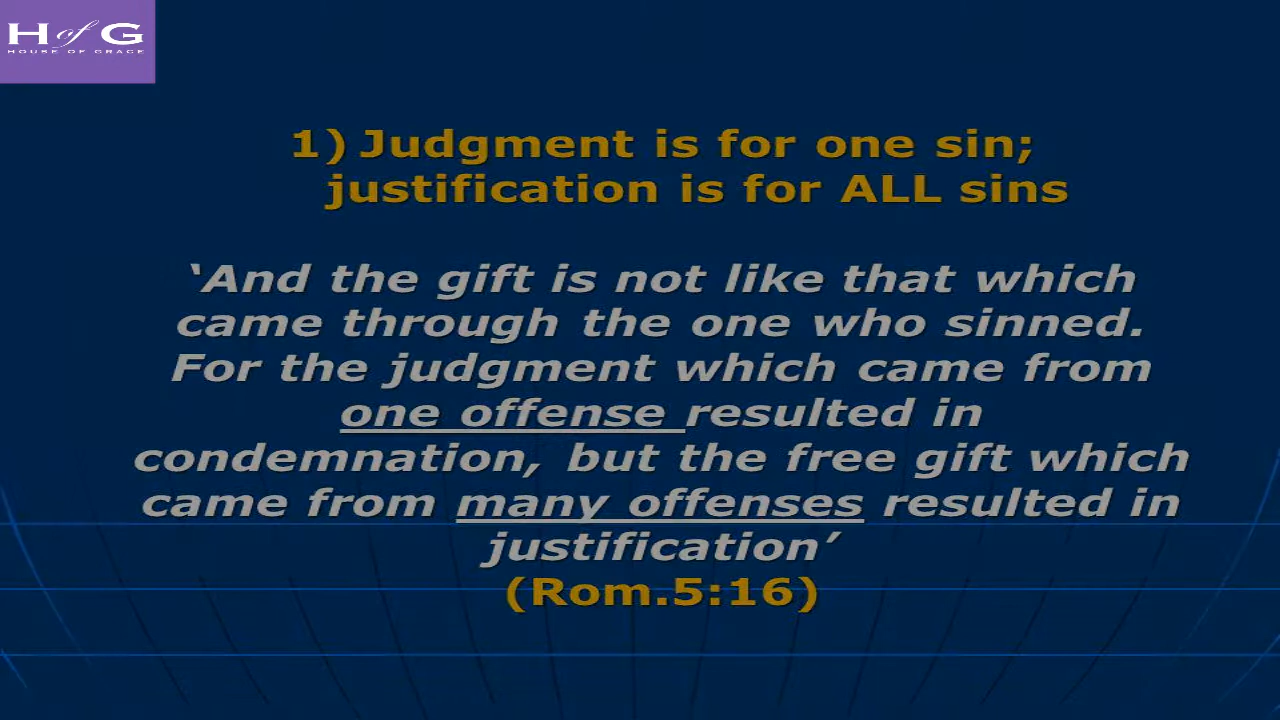 H of G
HOUSE OF GRACE
1) Judgment is for one sin;
justification is for ALL sins
‘And the gift is not like that which
came through the one who sinned.
For the judgment which came from
one offense resulted in
condemnation, but the free gift which
came from many offenses resulted in
justification’
(Rom.5:16)